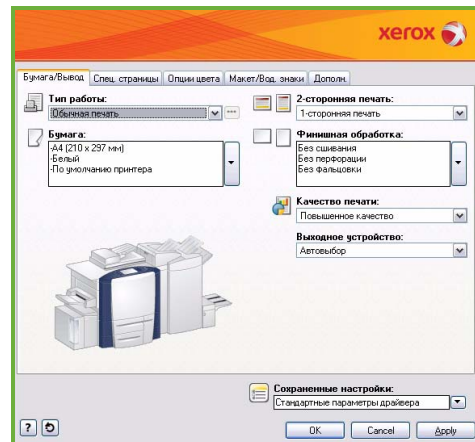 xerox
Бумага/Вывод Спец. страницы Опции цвета Макет/Вод. знаки Дополн.
Тип работы:
Обычная печать
2-сторонняя печать:
1-сторонняя печать
Бумага:
-A4 (210 x 297 мм)
-Белый
-По умолчанию принтера
Финишная обработка:
Без сшивания
Без перфорации
Без фальцовки
Качество печати:
Повышенное качество
Выходное устройство:
Автовыбор
Сохраненные настройки:
Стандартные параметры драйвера
? OK Cancel Apply